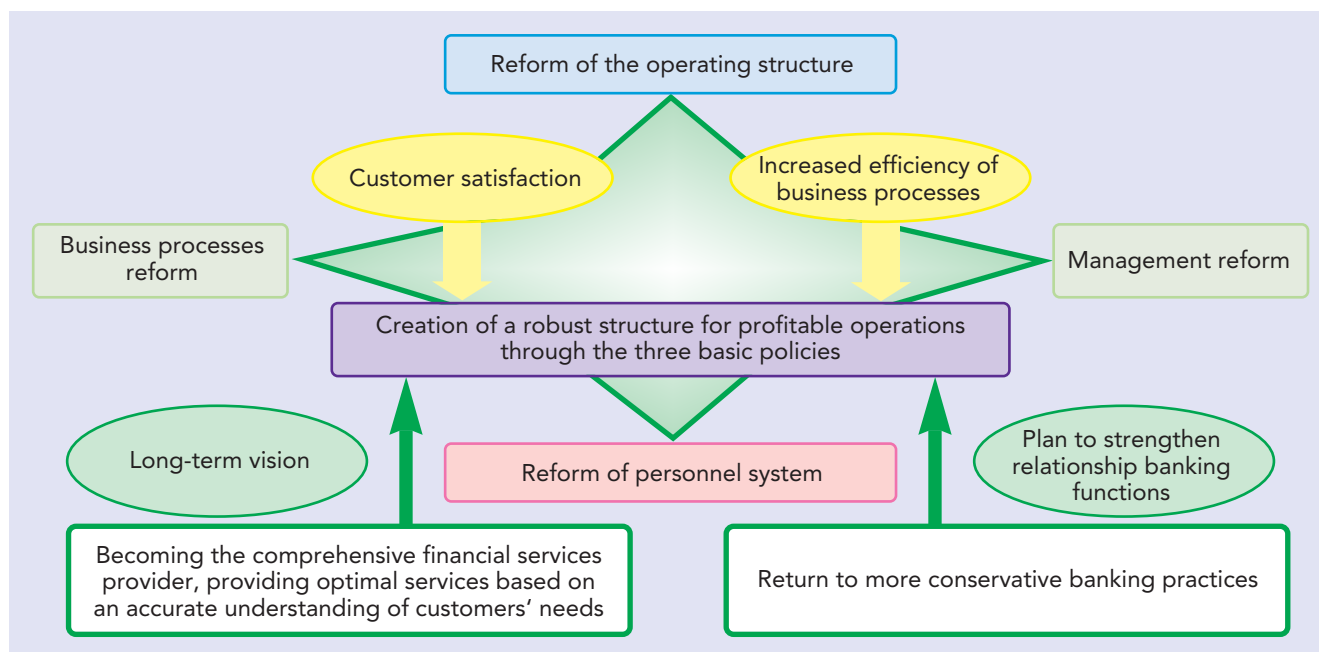 Reform of the operating structure
Customer satisfaction
Increased efficiency of
business processes
Business processes
reform
Management reform
Creation of a robust structure for profitable operations
through the three basic policies
Long-term vision
Reform of personnel system
Plan to strengthen
relationship banking
functions
Becoming the comprehensive financial services
provider, providing optimal services based on
an accurate understanding of customers’ needs
Return to more conservative banking practices